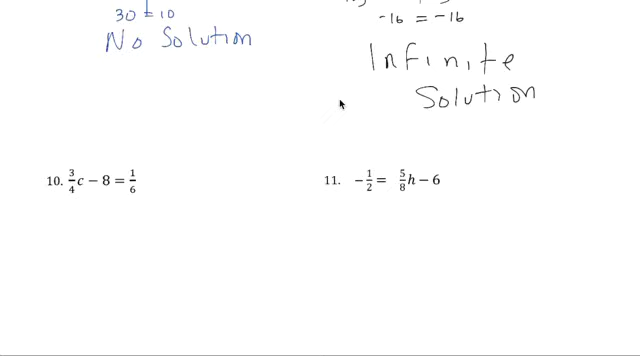 30 ≠ 10
No Solution
-16 = -16
Infinite
Solution
10. 3/4 c − 8 = 1/6
11. − 1/2 = 5/8 h − 6